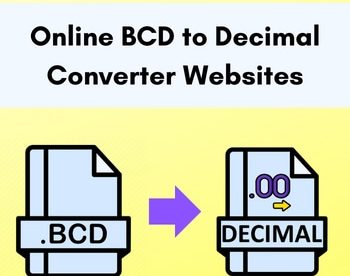 Online BCD to Decimal
Converter Websites
.00
.BCD
DECIMAL